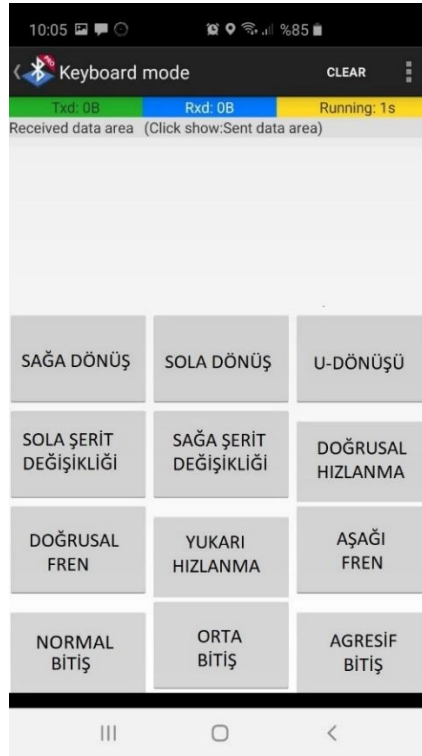 10:05 %85
PRO
Keyboard mode CLEAR
Txd: 0B Rxd: 0B Running: 1s
Received data area (Click show:Sent data area)
SAĞA DÖNÜŞ SOLA DÖNÜŞ U-DÖNÜŞÜ
SOLA ŞERİT
DEĞİŞİKLİĞİ
SAĞA ŞERİT
DEĞİŞİKLİĞİ
DOĞRUSAL
HIZLANMA
DOĞRUSAL
FREN
YUKARI
HIZLANMA
AŞAĞI
FREN
NORMAL
BİTİŞ
ORTA
BİTİŞ
AGRESİF
BİTİŞ